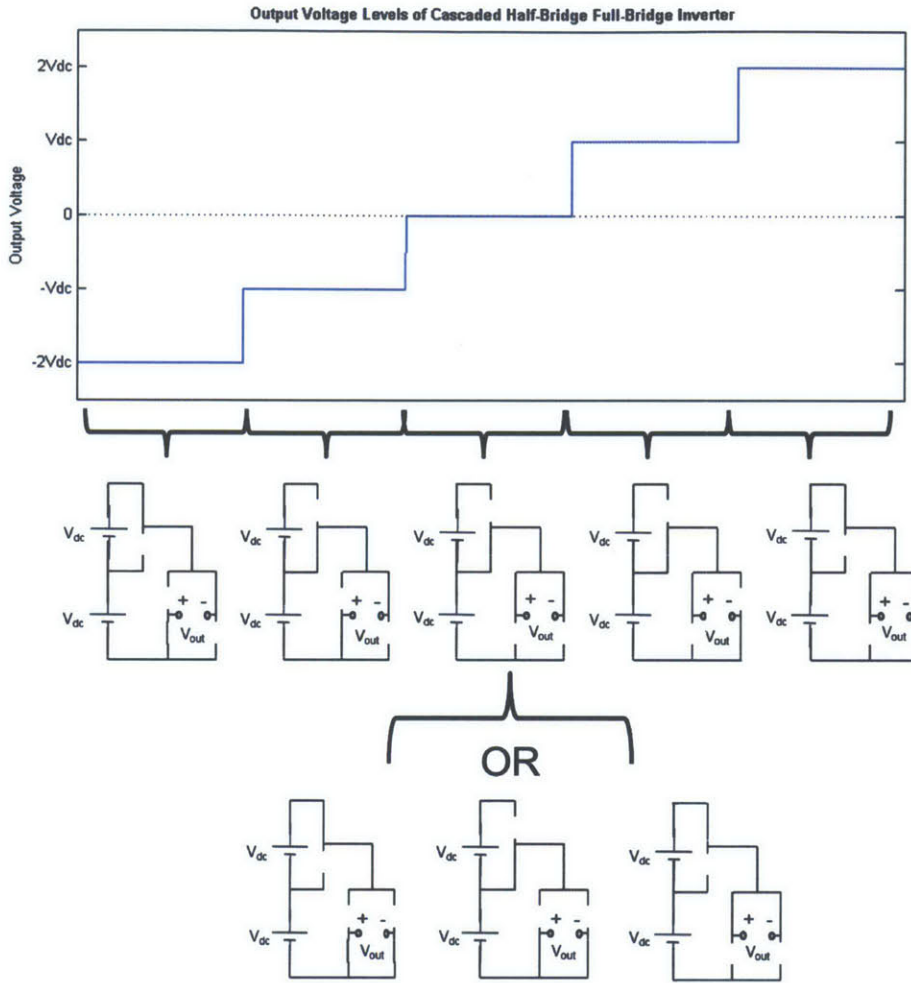 Output Voltage Levels of Cascaded Half-Bridge Full-Bridge Inverter
Output Voltage
2Vdc
Vdc
0
-Vdc
-2Vdc
Vdc Vdc Vdc Vdc Vdc
+ - + - + - + - + -
Vdc Vdc Vdc Vdc Vdc
Vout Vout Vout Vout Vout
OR
Vdc Vdc Vdc
+ - + - + -
Vdc Vdc Vdc
Vout Vout Vout